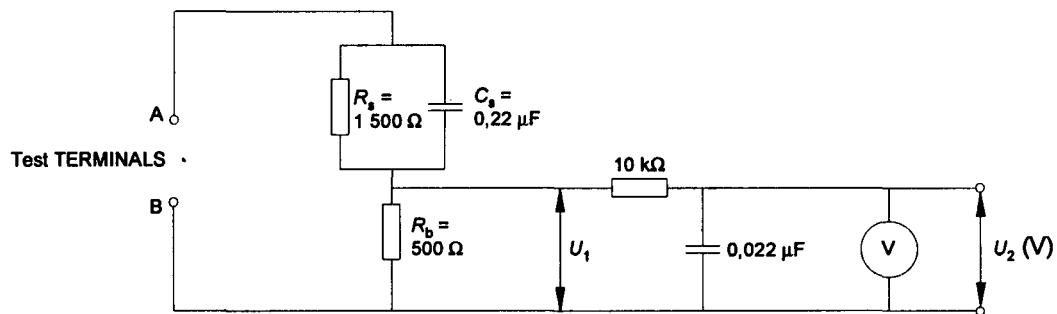 A
Test TERMINALS
B
Rs =
1 500 Ω
Cs =
0,22 µF
10 kΩ
Rb =
500 Ω
U1
0,022 µF
V
U2 (V)